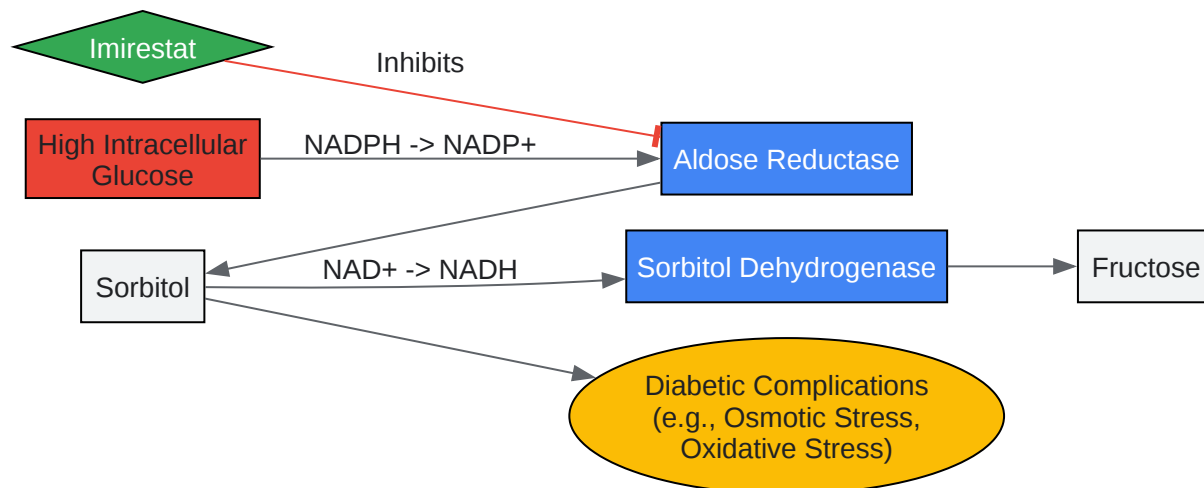 Imirestat
Inhibits
High Intracellular
Glucose
NADPH -> NADP+
Aldose Reductase
Sorbitol
NAD+ -> NADH
Sorbitol Dehydrogenase
Fructose
Diabetic Complications
(e.g., Osmotic Stress,
Oxidative Stress)